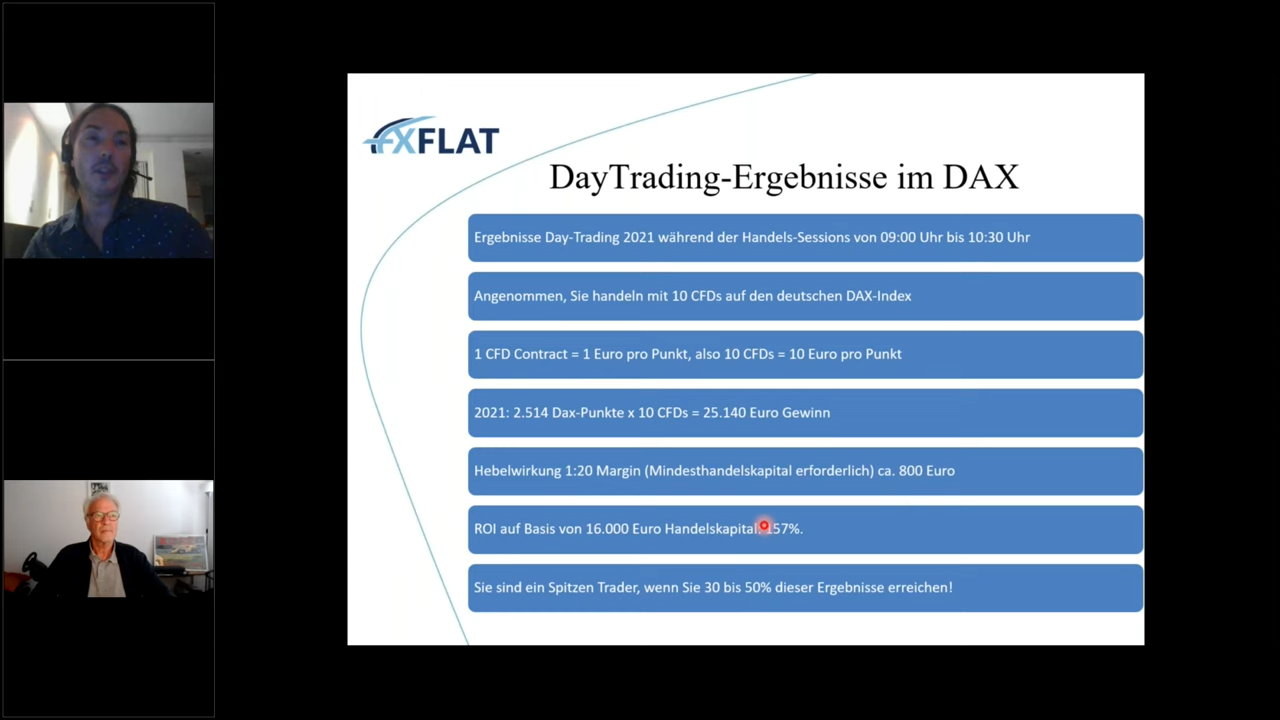 FXFLAT
DayTrading-Ergebnisse im DAX
Ergebnisse Day-Trading 2021 während der Handels-Sessions von 09:00 Uhr bis 10:30 Uhr
Angenommen, Sie handeln mit 10 CFDs auf den deutschen DAX-Index
1 CFD Contract = 1 Euro pro Punkt, also 10 CFDs = 10 Euro pro Punkt
2021: 2.514 Dax-Punkte x 10 CFDs = 25.140 Euro Gewinn
Hebelwirkung 1:20 Margin (Mindesthandelskapital erforderlich) ca. 800 Euro
ROI auf Basis von 16.000 Euro Handelskapital: 157%.
Sie sind ein Spitzen Trader, wenn Sie 30 bis 50% dieser Ergebnisse erreichen!